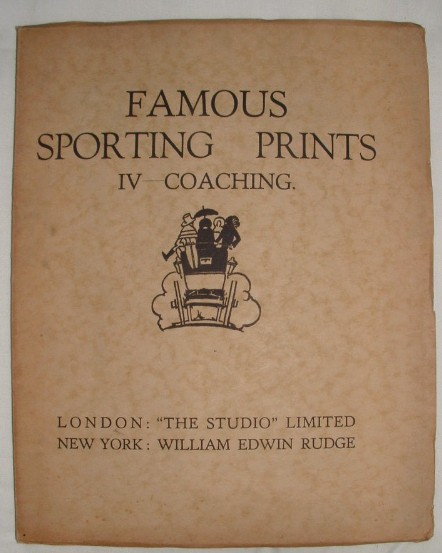 FAMOUS
SPORTING PRINTS
IV—COACHING.
LONDON: "THE STUDIO" LIMITED
NEW YORK: WILLIAM EDWIN RUDGE